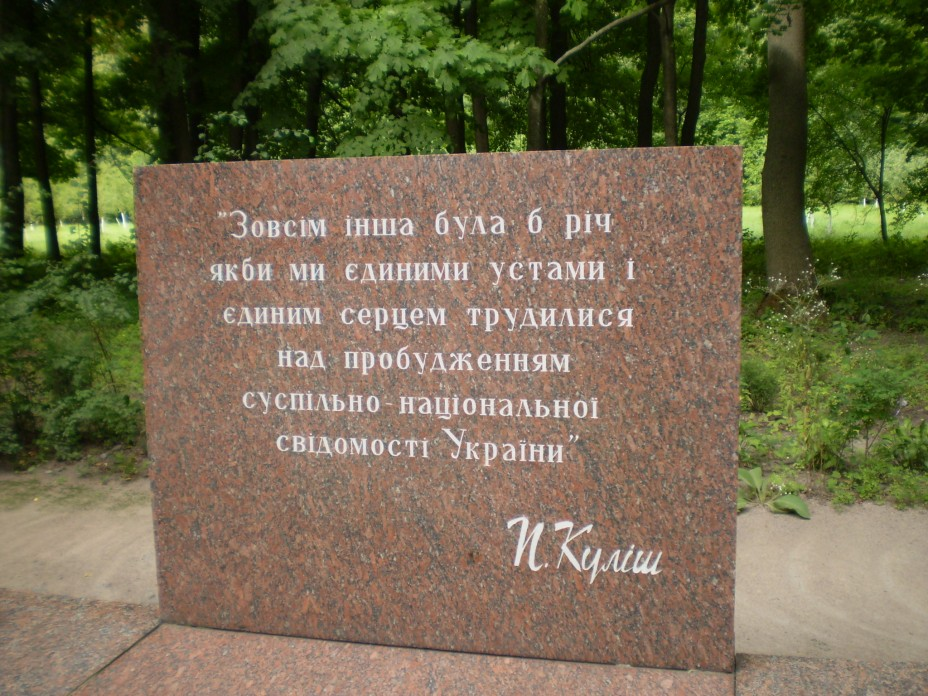 "Зовсім інша була б річ
якби ми єдиними устами і
єдиним серцем трудилися
над пробудженням
суспільно-національної
свідомості України"
П. Куліш